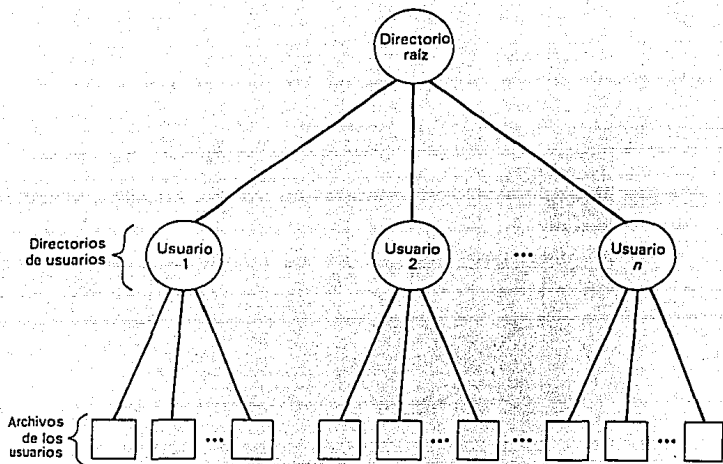 Directorio
raíz
Directorios
de usuarios
Usuario
1
Usuario
2
...
Usuario
n
Archivos
de los
usuarios
...
...
...
...